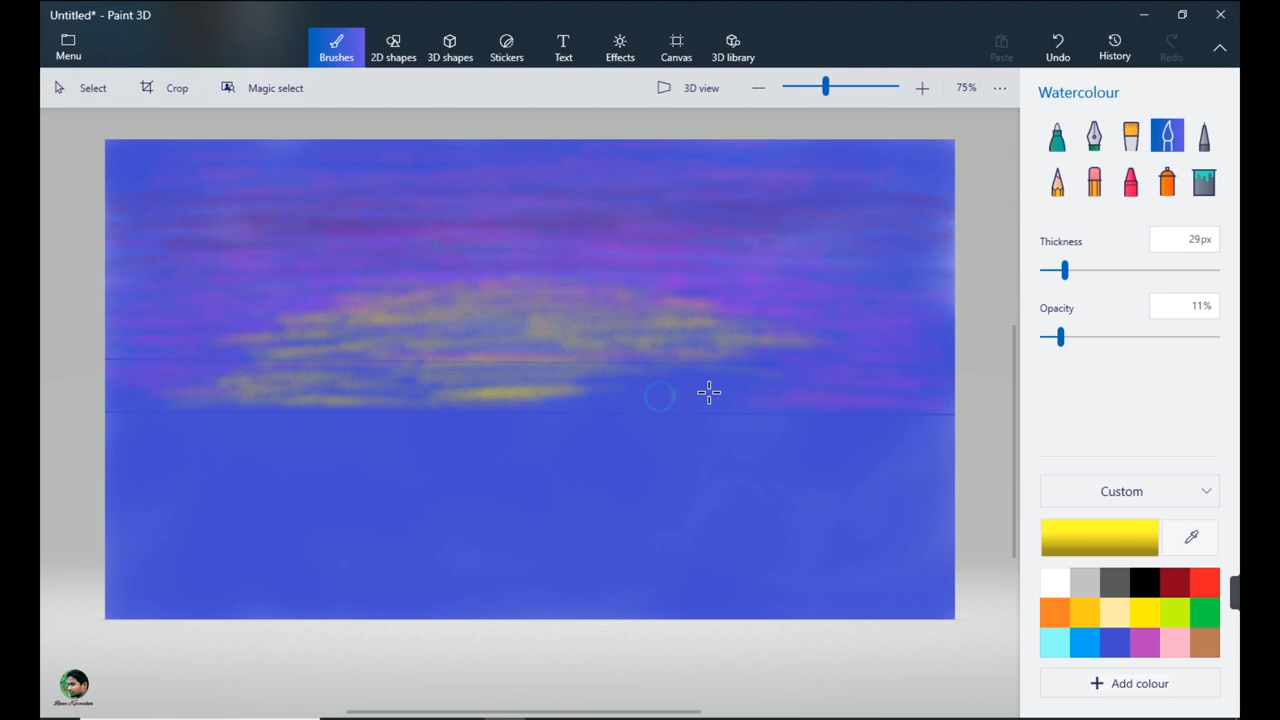 Untitled* - Paint 3D
Menu
Brushes
2D shapes
3D shapes
Stickers
Text
Effects
Canvas
3D library
Paste
Undo
History
Redo
Select
Crop
Magic select
3D view
75%
Watercolour
Thickness
29px
Opacity
11%
Custom
Add colour